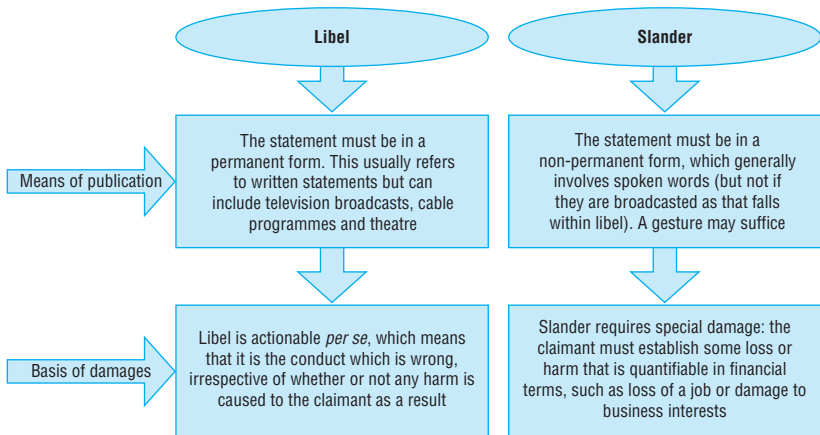 Libel
Slander
Means of publication
The statement must be in a
permanent form. This usually refers
to written statements but can
include television broadcasts, cable
programmes and theatre
The statement must be in a
non-permanent form, which generally
involves spoken words (but not if
they are broadcasted as that falls
within libel). A gesture may suffice
Basis of damages
Libel is actionable per se, which means
that it is the conduct which is wrong,
irrespective of whether or not any harm is
caused to the claimant as a result
Slander requires special damage: the
claimant must establish some loss or
harm that is quantifiable in financial
terms, such as loss of a job or damage to
business interests